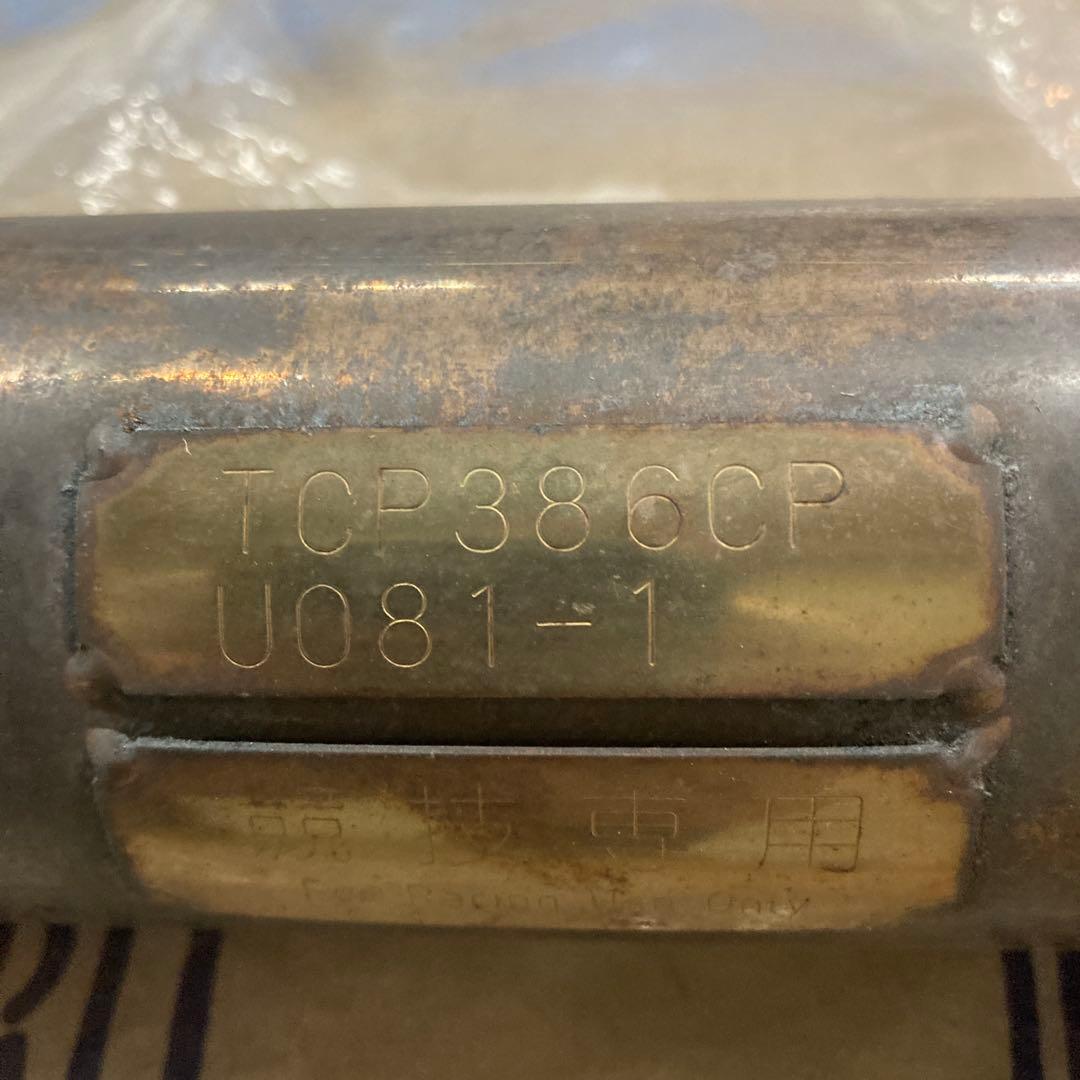 TCP386CP
U081-1
競技専用
For Racing Use Only